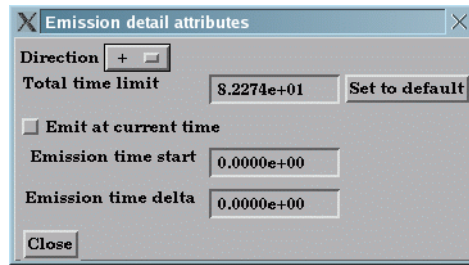 Emission detail attributes
Direction +
Total time limit 8.2274e+01 Set to default
Emit at current time
Emission time start 0.0000e+00
Emission time delta 0.0000e+00
Close